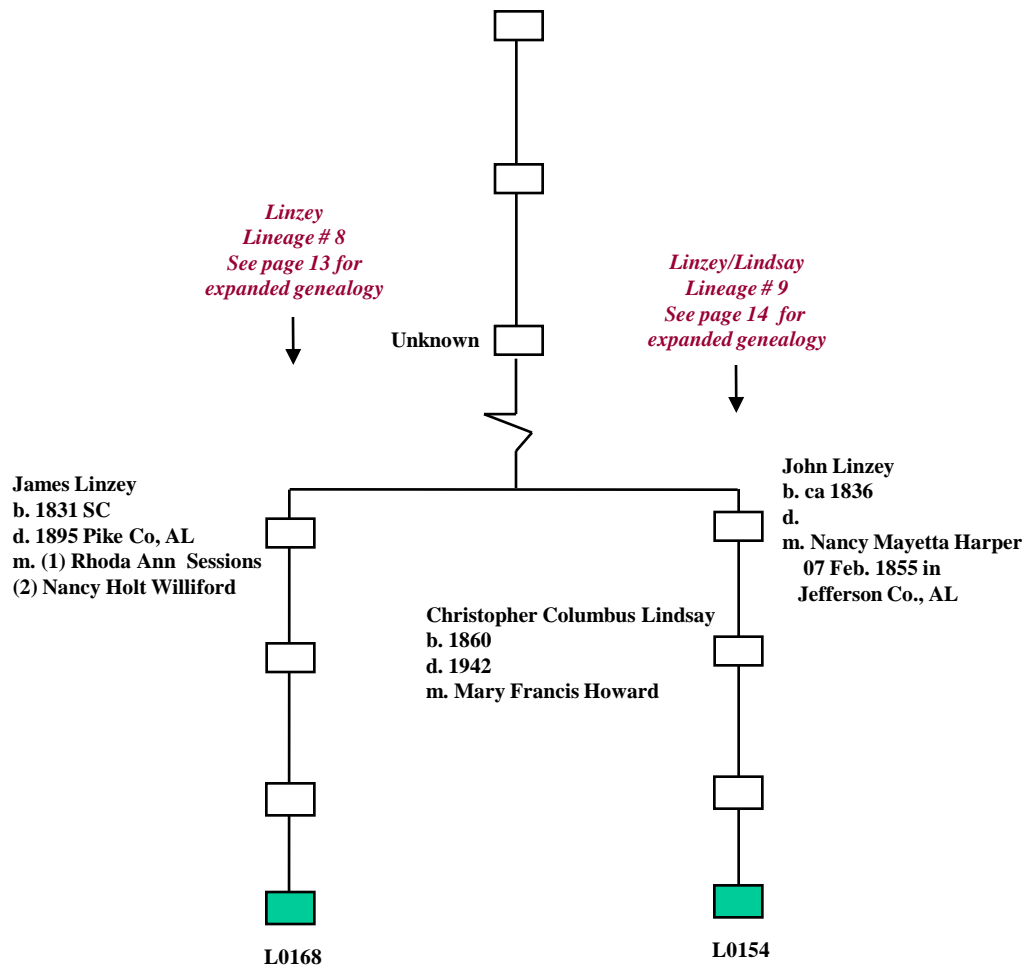 Linzey
Lineage # 8
See page 13 for
expanded genealogy
Linzey/Lindsay
Lineage # 9
See page 14 for
expanded genealogy
Unknown
James Linzey
b. 1831 SC
d. 1895 Pike Co, AL
m. (1) Rhoda Ann Sessions
(2) Nancy Holt Williford
John Linzey
b. ca 1836
d.
m. Nancy Mayetta Harper
07 Feb. 1855 in
Jefferson Co., AL
Christopher Columbus Lindsay
b. 1860
d. 1942
m. Mary Francis Howard
L0168
L0154